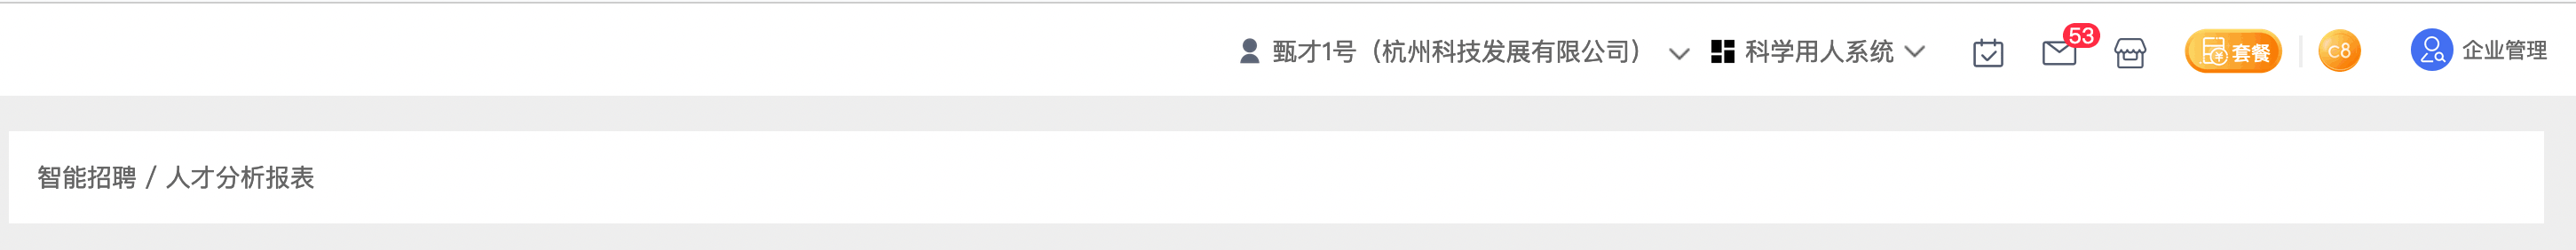 甄才1号（杭州科技发展有限公司） 科学用人系统 53 套餐 C8 企业管理
智能招聘 / 人才分析报表